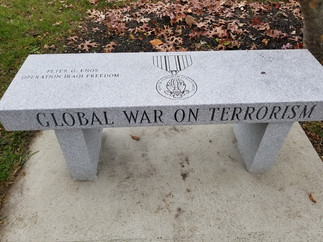 PETER G. ENOS
OPERATION IRAQI FREEDOM
GLOBAL WAR ON TERRORISM